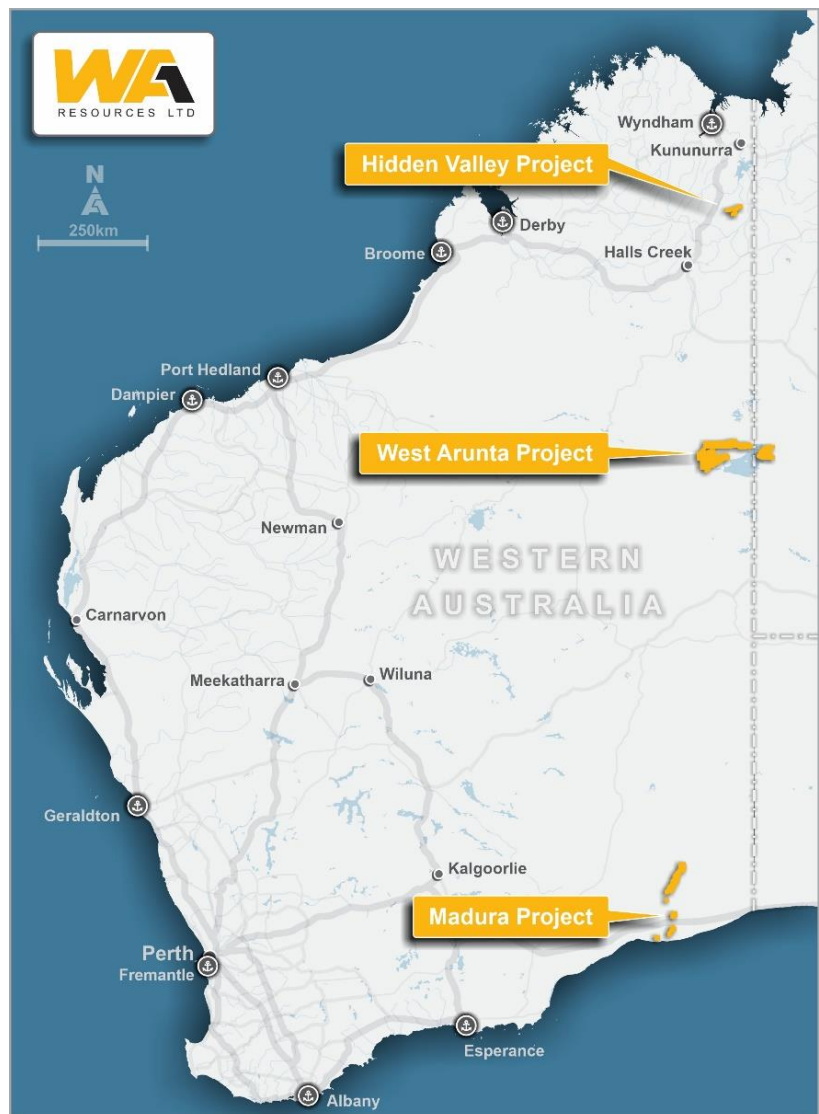 WA1
RESOURCES LTD
N
250km
Wyndham
Kununurra
Hidden Valley Project
Derby
Broome
Halls Creek
Port Hedland
Dampier
West Arunta Project
Newman
WESTERN
AUSTRALIA
Carnarvon
Meekatharra
Wiluna
Geraldton
Kalgoorlie
Madura Project
Perth
Fremantle
Esperance
Albany